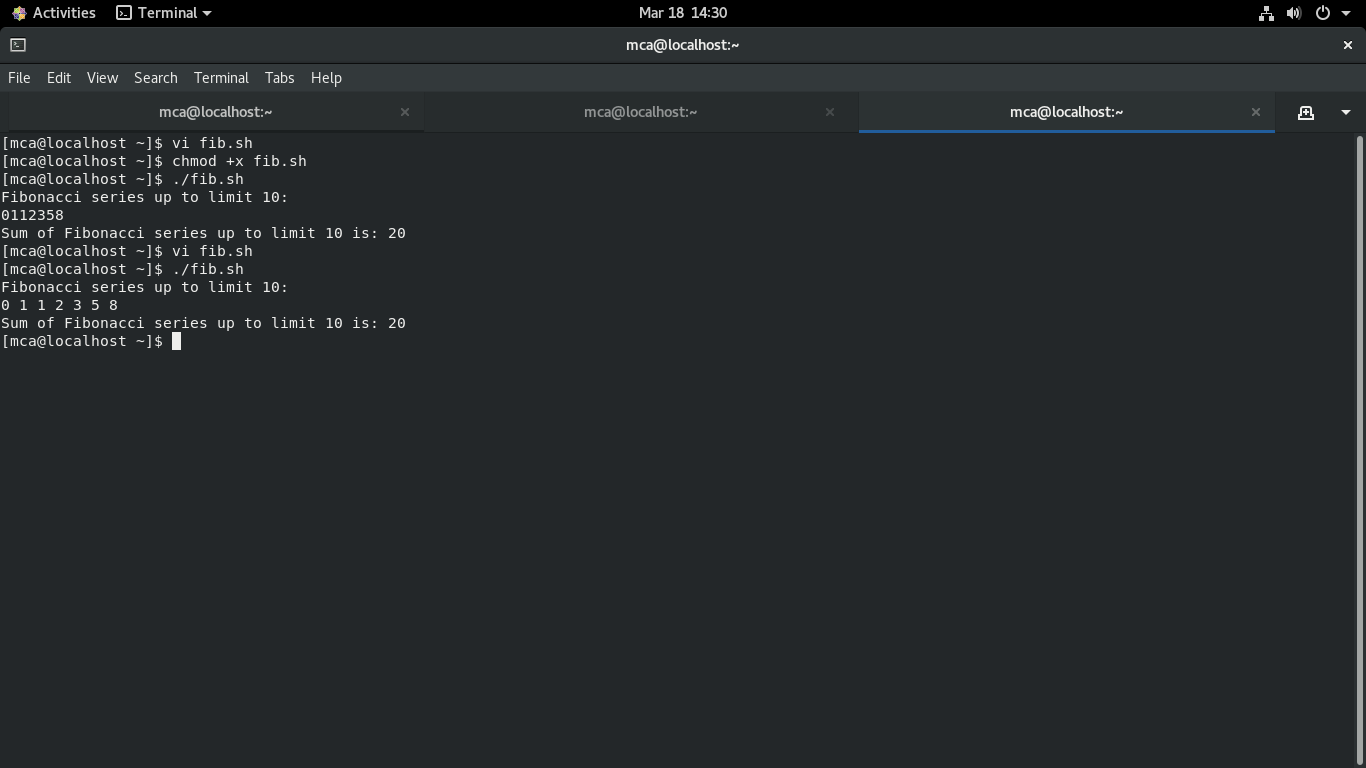 Activities Terminal Mar 18 14:30
mca@localhost:~
File Edit View Search Terminal Tabs Help
mca@localhost:~ mca@localhost:~ mca@localhost:~
[mca@localhost ~]$ vi fib.sh
[mca@localhost ~]$ chmod +x fib.sh
[mca@localhost ~]$ ./fib.sh
Fibonacci series up to limit 10:
0112358
Sum of Fibonacci series up to limit 10 is: 20
[mca@localhost ~]$ vi fib.sh
[mca@localhost ~]$ ./fib.sh
Fibonacci series up to limit 10:
0 1 1 2 3 5 8
Sum of Fibonacci series up to limit 10 is: 20
[mca@localhost ~]$